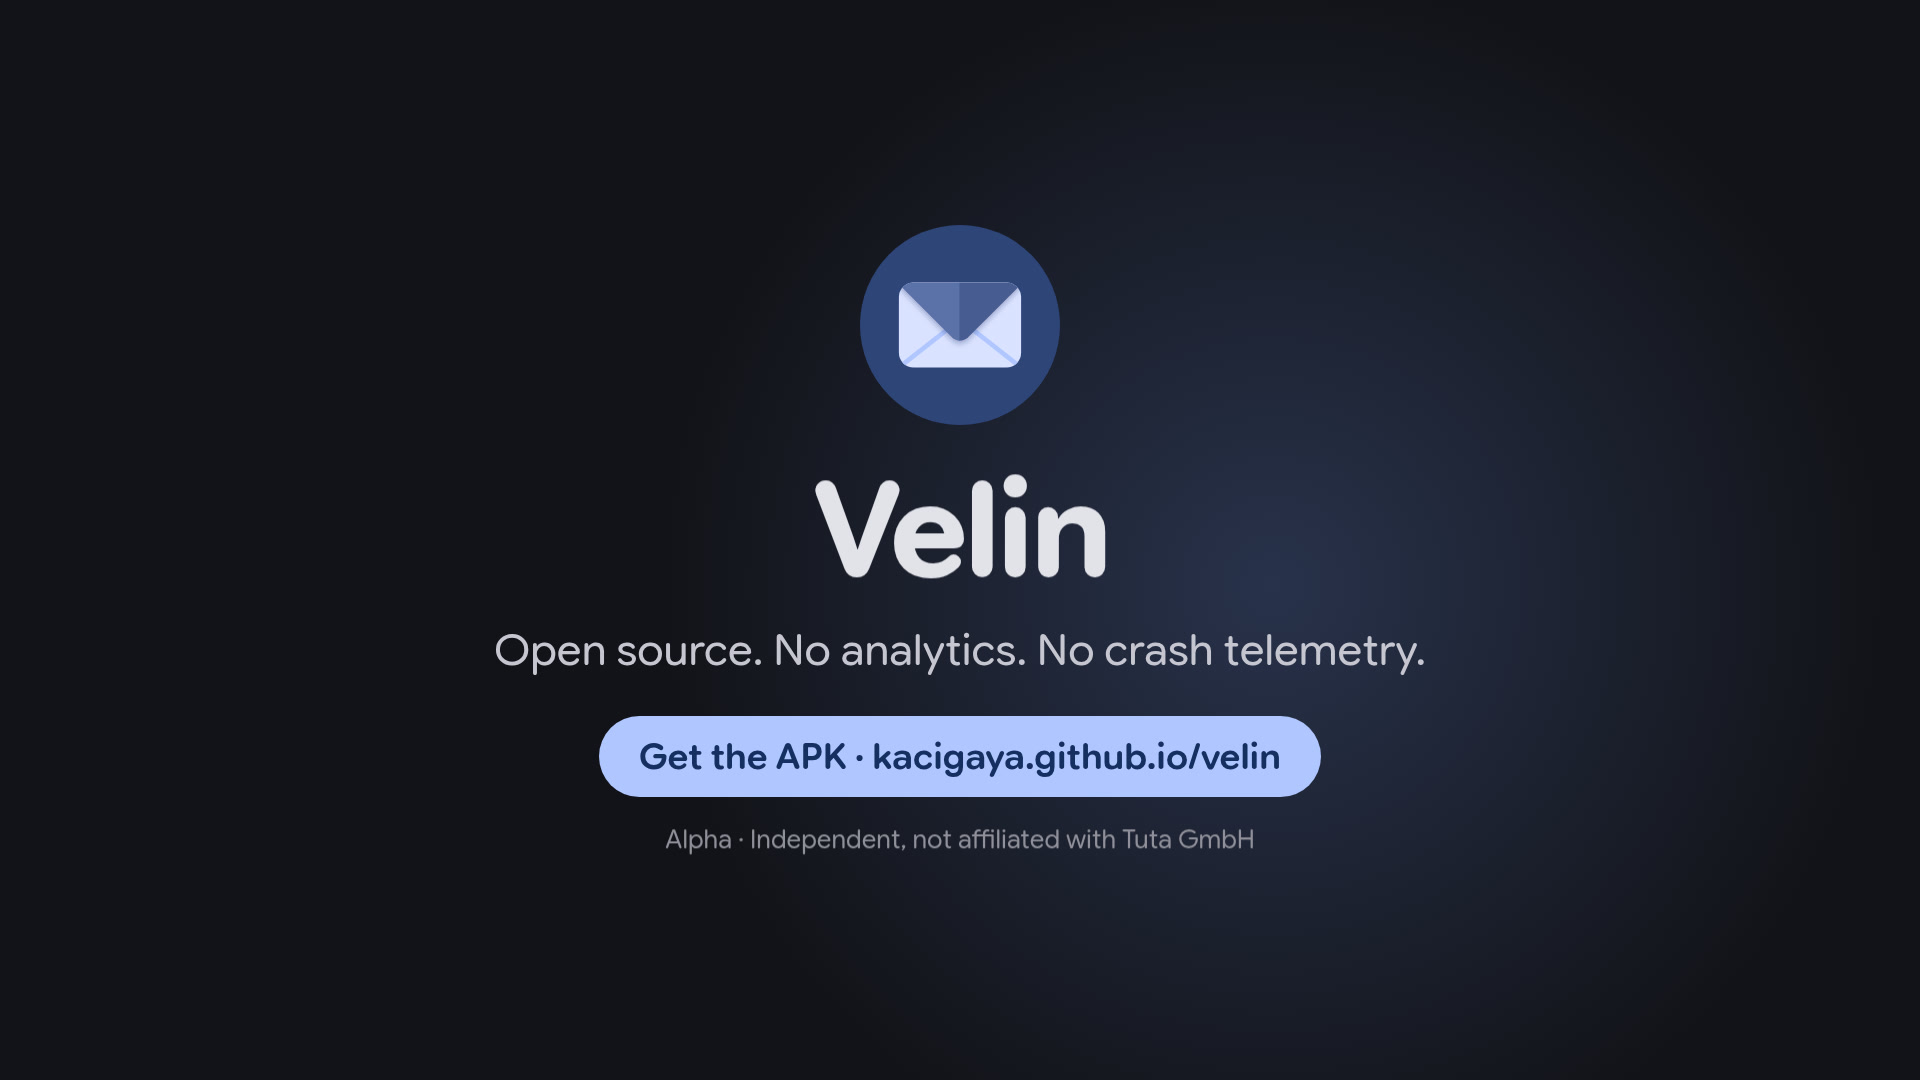 Velin
Open source. No analytics. No crash telemetry.
Get the APK · kacigaya.github.io/velin
Alpha · Independent, not affiliated with Tuta GmbH